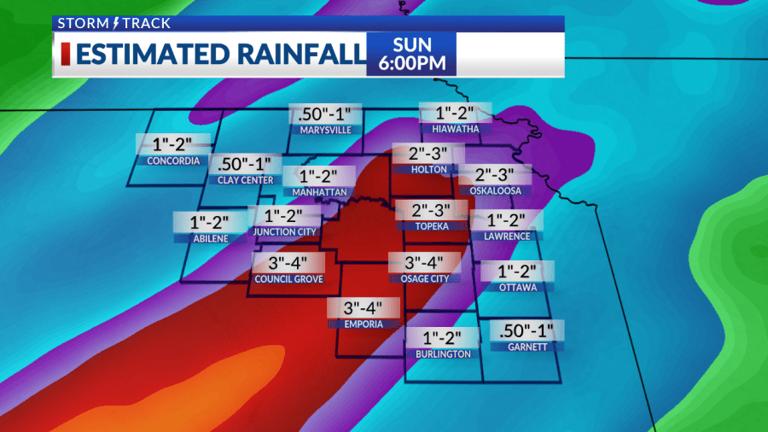 STORM TRACK
ESTIMATED RAINFALL
SUN
6:00PM
.50"-1"
MARYSVILLE
1"-2"
HIAWATHA
1"-2"
CONCORDIA
.50"-1"
CLAY CENTER
1"-2"
MANHATTAN
2"-3"
HOLTON
2"-3"
OSKALOOSA
1"-2"
ABILENE
1"-2"
JUNCTION CITY
2"-3"
TOPEKA
1"-2"
LAWRENCE
3"-4"
COUNCIL GROVE
3"-4"
OSAGE CITY
1"-2"
OTTAWA
3"-4"
EMPORIA
1"-2"
BURLINGTON
.50"-1"
GARNETT